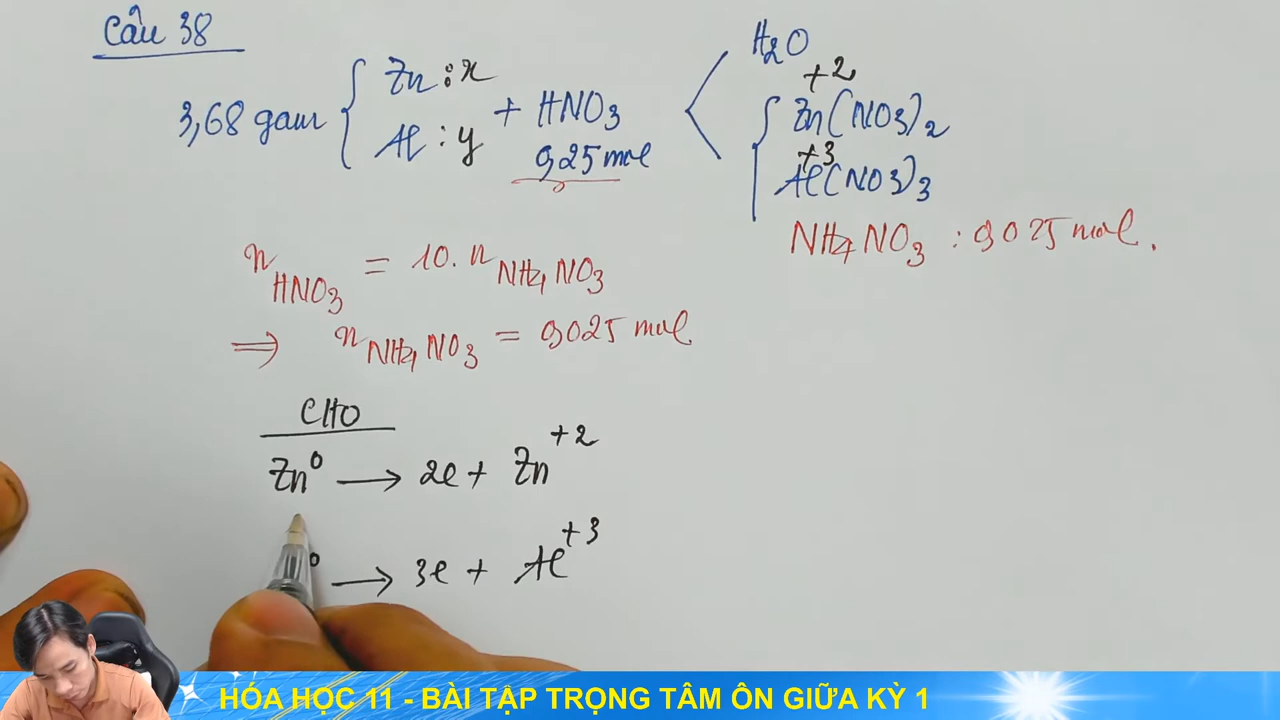 Câu 38
3,68 gam { Zn : x + HNO3 < H2O
Al : y 0,25 mol
+2
Zn(NO3)2
+3
Al(NO3)3
NH4NO3 : 0,025 mol.
nHNO3 = 10. nNH4NO3
⇒ nNH4NO3 = 0,025 mol
CHO
Zn⁰ → 2e + Zn⁺²
⁰ → 3e + Al⁺³
HÓA HỌC 11 - BÀI TẬP TRỌNG TÂM ÔN GIỮA KỲ 1